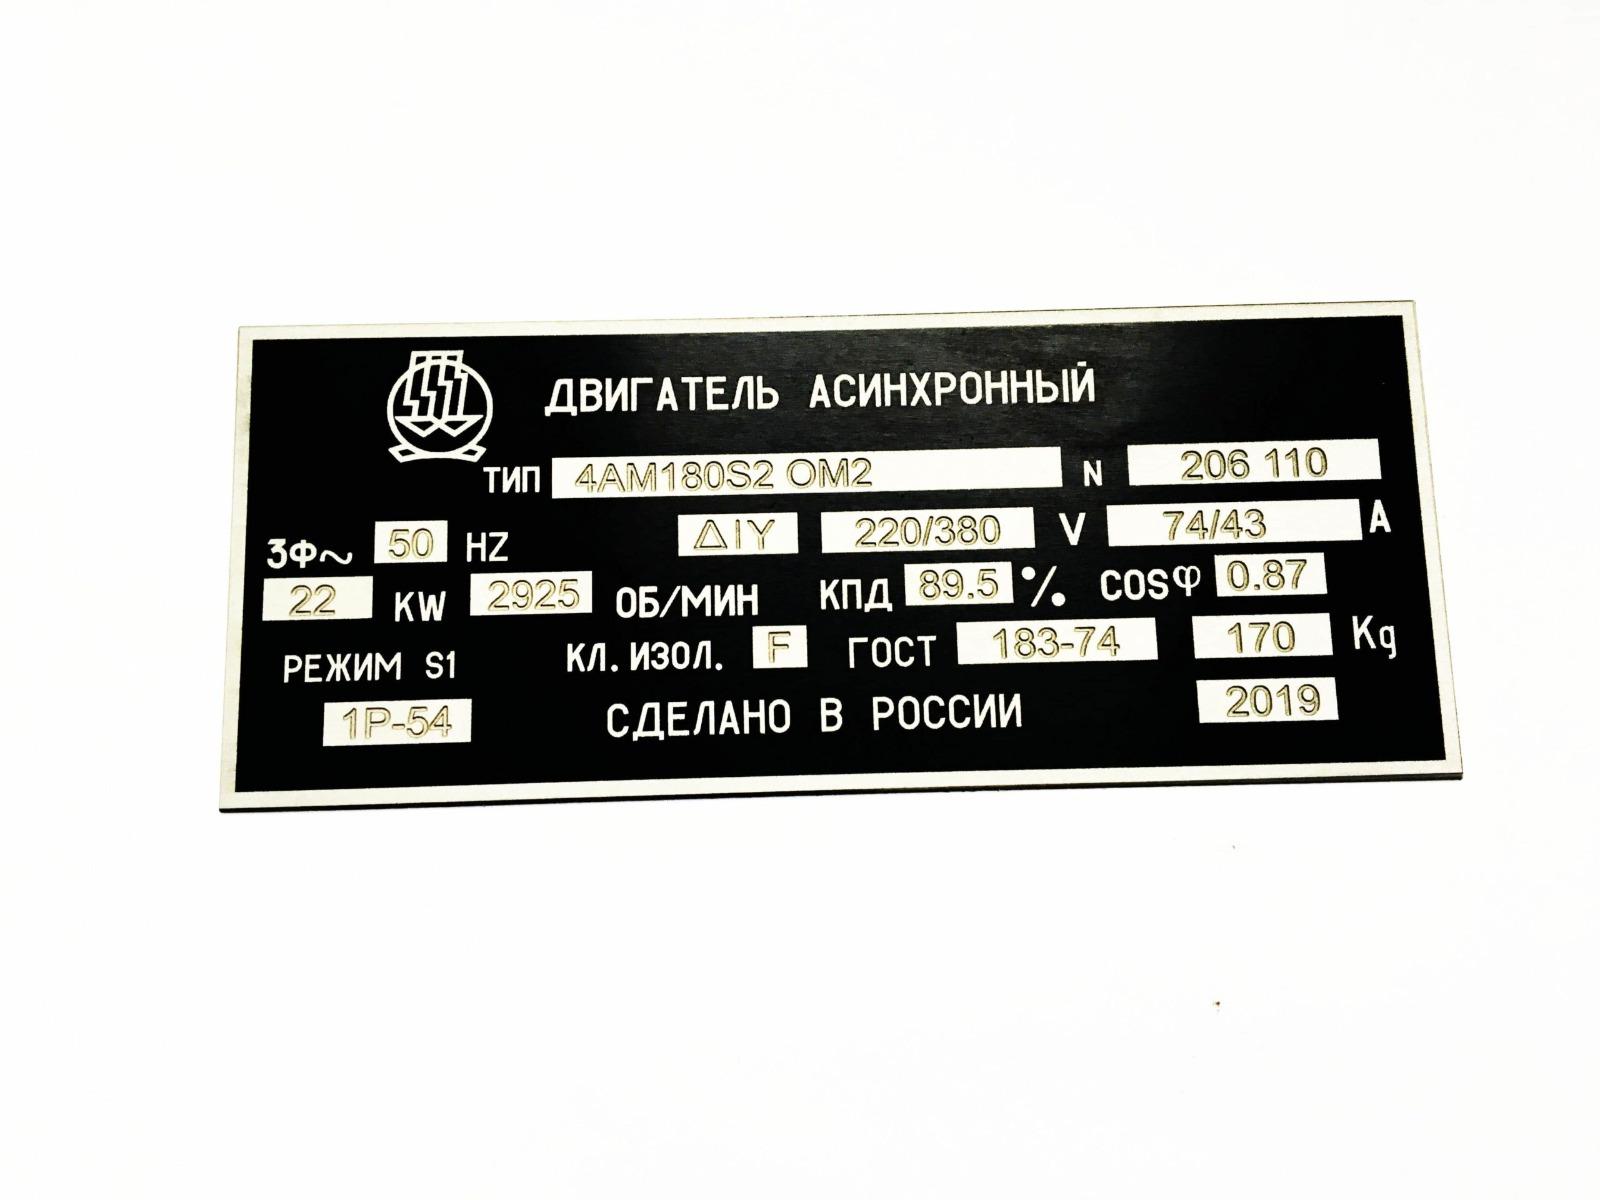 ДВИГАТЕЛЬ АСИНХРОННЫЙ
ТИП 4АМ180S2 ОМ2 N 206 110
3Ф~ 50 HZ Δ|Y 220/380 V 74/43 A
22 KW 2925 ОБ/МИН КПД 89.5 % COSφ 0.87
РЕЖИМ S1 КЛ. ИЗОЛ. F ГОСТ 183-74 170 Kg
1Р-54 СДЕЛАНО В РОССИИ 2019